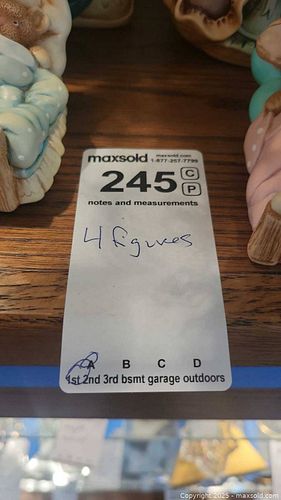 maxsold maxsold.com
1-877-257-7799
245 C
P
notes and measurements
4 figures
A B C D
1st 2nd 3rd bsmt garage outdoors
Copyright 2025 - maxsold.com